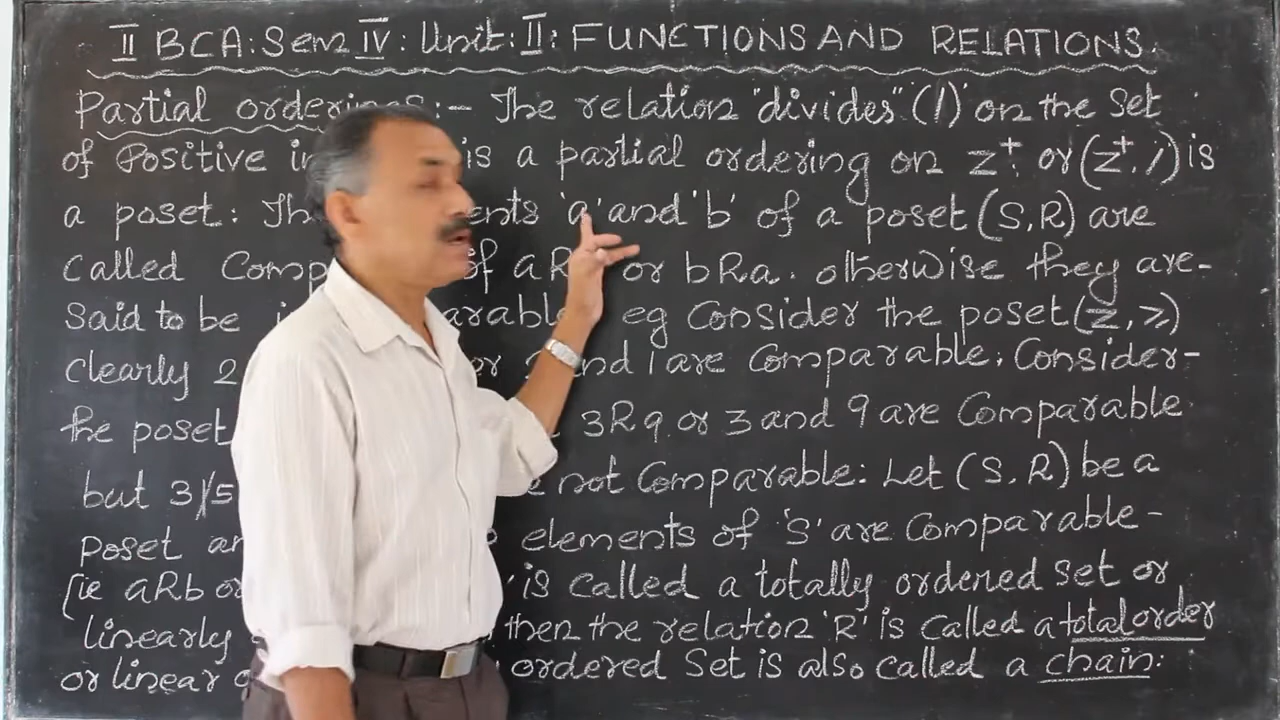 II BCA: Sem IV: Unit: II: FUNCTIONS AND RELATIONS.
Partial orderings:- The relation "divides" (/) on the set
of Positive is a partial ordering on Z⁺ or (Z⁺, /) is
a poset: 'a' and 'b' of a poset (S, R) are
called or bRa. otherwise they are-
said to be eg Consider the poset (Z, ≥)
clearly 2 or and 1 are comparable, Consider-
the poset 3R9 or 3 and 9 are comparable
but 3∤5 not comparable: Let (S, R) be a
poset elements of 'S' are comparable-
[ie aRb or is called a totally ordered set or
linearly then the relation 'R' is called a total order
or linear ordered set is also called a chain: